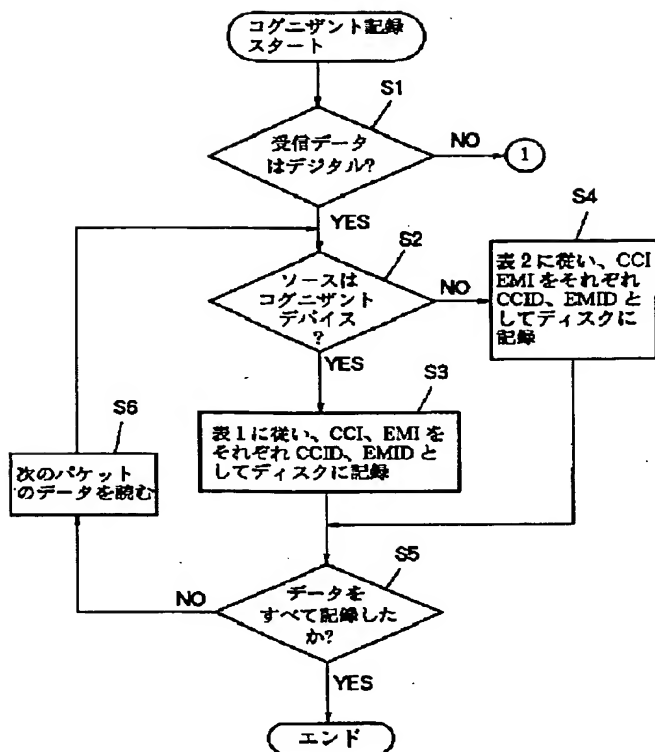 コグニザント記録
スタート
S1
受信データ
はデジタル?
NO
1
YES
S2
ソースは
コグニザント
デバイス
?
NO
S4
表2に従い、CCI
EMIをそれぞれ
CCID、EMIDと
してディスクに
記録
YES
S3
表1に従い、CCI、EMIを
それぞれCCID、EMIDと
してディスクに記録
S6
次のパケット
のデータを読む
S5
データを
すべて記録した
か?
NO
YES
エンド